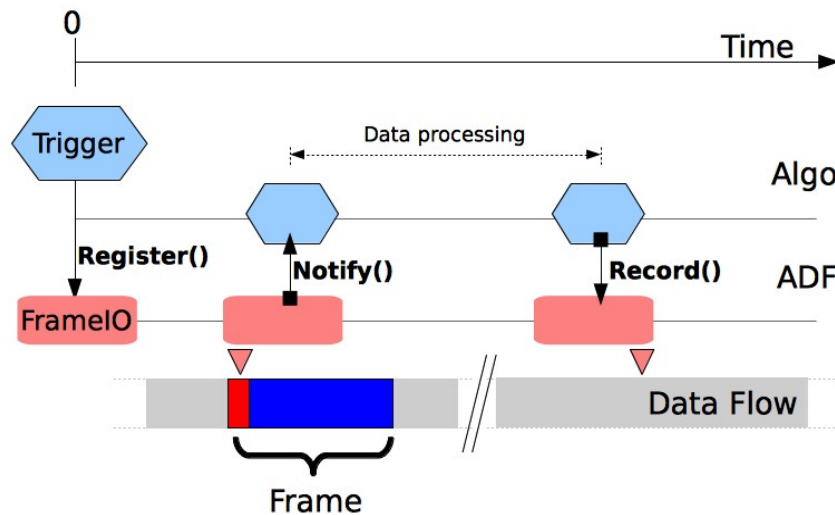 0
Time
Trigger
Data processing
Algo
Register()
Notify()
Record()
ADF
FrameIO
Data Flow
Frame